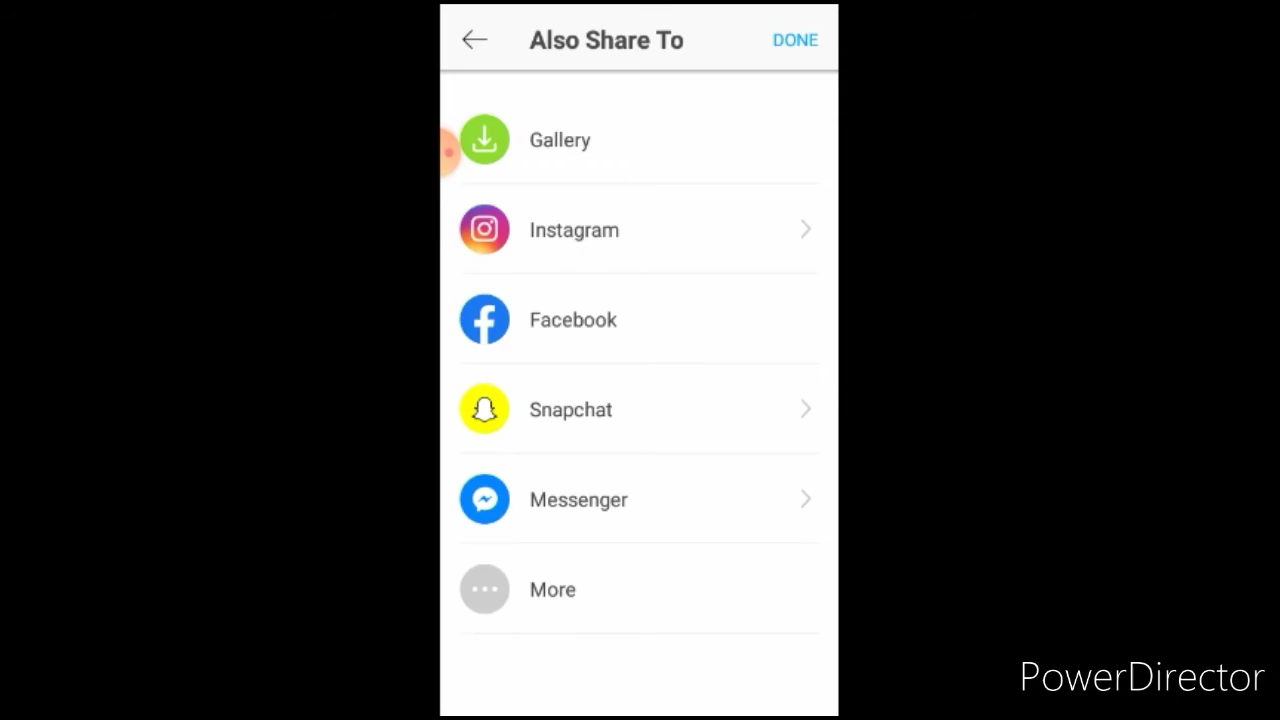 Also Share To
DONE
Gallery
Instagram
Facebook
Snapchat
Messenger
More
PowerDirector